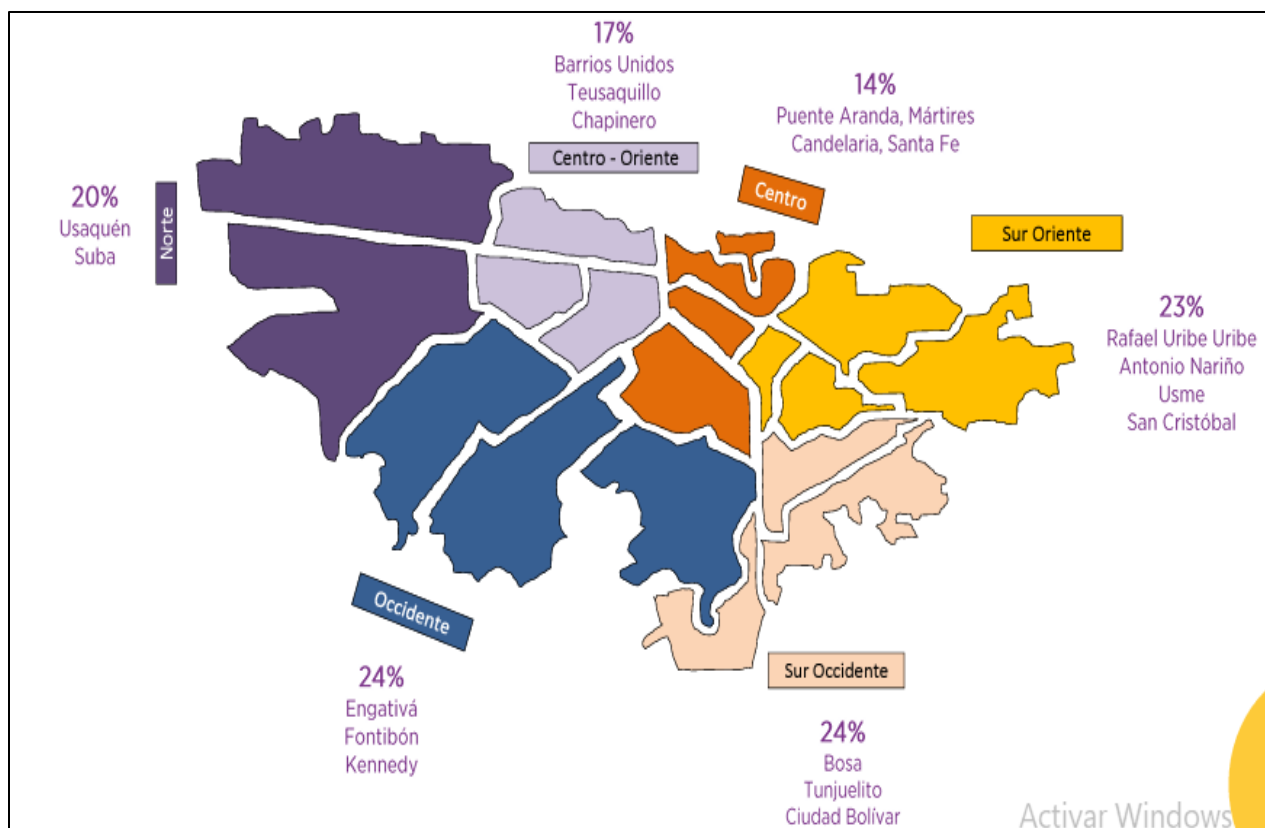 17%
Barrios Unidos
Teusaquillo
Chapinero
Centro - Oriente
14%
Puente Aranda, Mártires
Candelaria, Santa Fe
Centro
20%
Usaquén
Suba
Norte
Sur Oriente
23%
Rafael Uribe Uribe
Antonio Nariño
Usme
San Cristóbal
Occidente
24%
Engativá
Fontibón
Kennedy
Sur Occidente
24%
Bosa
Tunjuelito
Ciudad Bolívar
Activar Windows